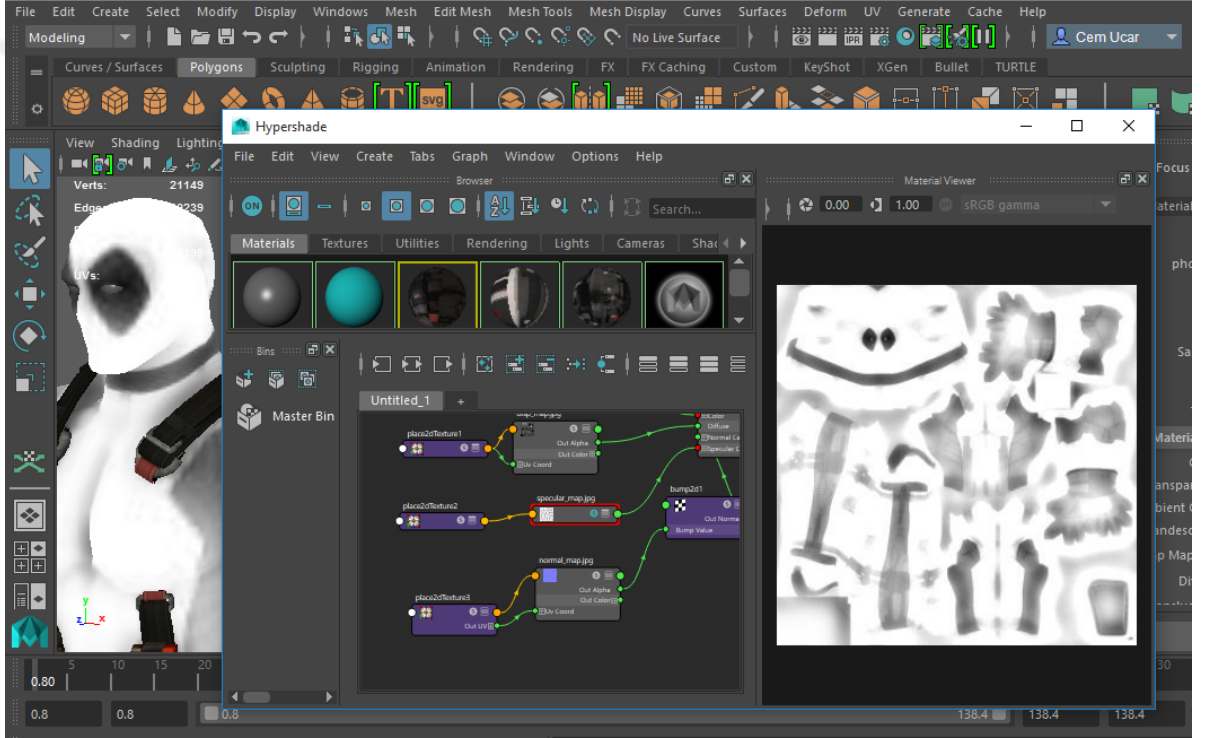 File Edit Create Select Modify Display Windows Mesh Edit Mesh Mesh Tools Mesh Display Curves Surfaces Deform UV Generate Cache Help
Modeling No Live Surface IPR Cem Ucar
Curves / Surfaces Polygons Sculpting Rigging Animation Rendering FX FX Caching Custom KeyShot XGen Bullet TURTLE
T svg
Hypershade
View Shading Lighting
File Edit View Create Tabs Graph Window Options Help
Browser Material Viewer
Focus
Verts: 21149
ON Search... 0.00 1.00 sRGB gamma
UVs:
Materials Textures Utilities Rendering Lights Cameras
Bins
Master Bin
Untitled_1 +
place2dTexture1
Out Alpha
Out Color
Uv Coord
Color
Diffuse
place2dTexture2
specular_map.jpg
bump2d1
Bump Value
normal_map.jpg
Out Alpha
Out Color
Uv Coord
place2dTexture3
Out UV
y
z x
5 10 15 20 30
0.80
0.8 0.8 0.8 138.4 138.4 138.4